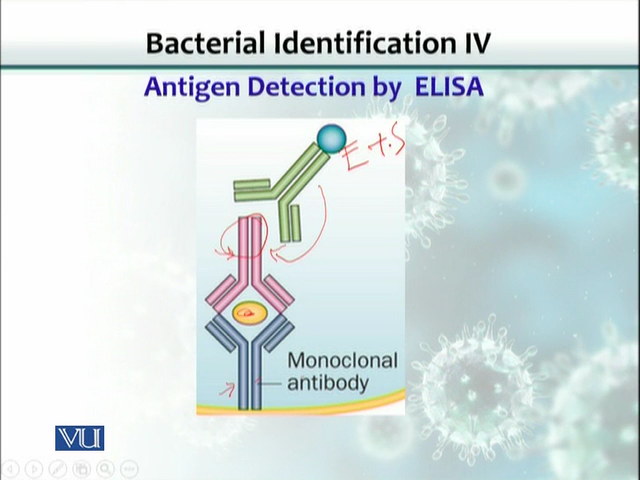 Bacterial Identification IV
Antigen Detection by ELISA
E+S
Monoclonal
antibody
VU